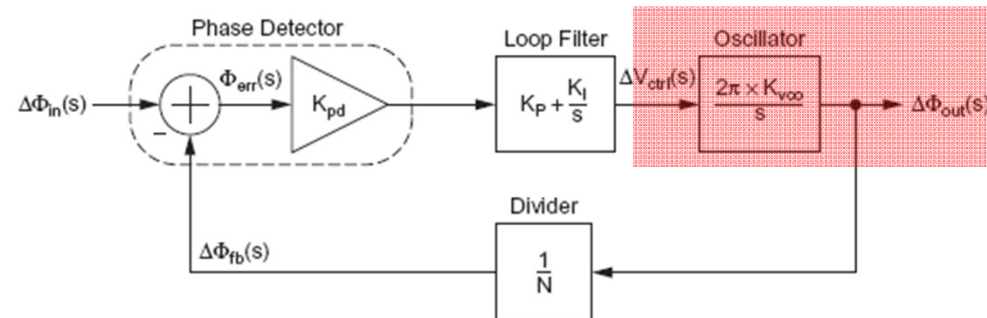 Phase Detector
Loop Filter
Oscillator
ΔΦin(s)
Φerr(s)
Kpd
KP + KI/s
ΔVctrl(s)
2π × Kvco/s
ΔΦout(s)
−
Divider
ΔΦfb(s)
1/N